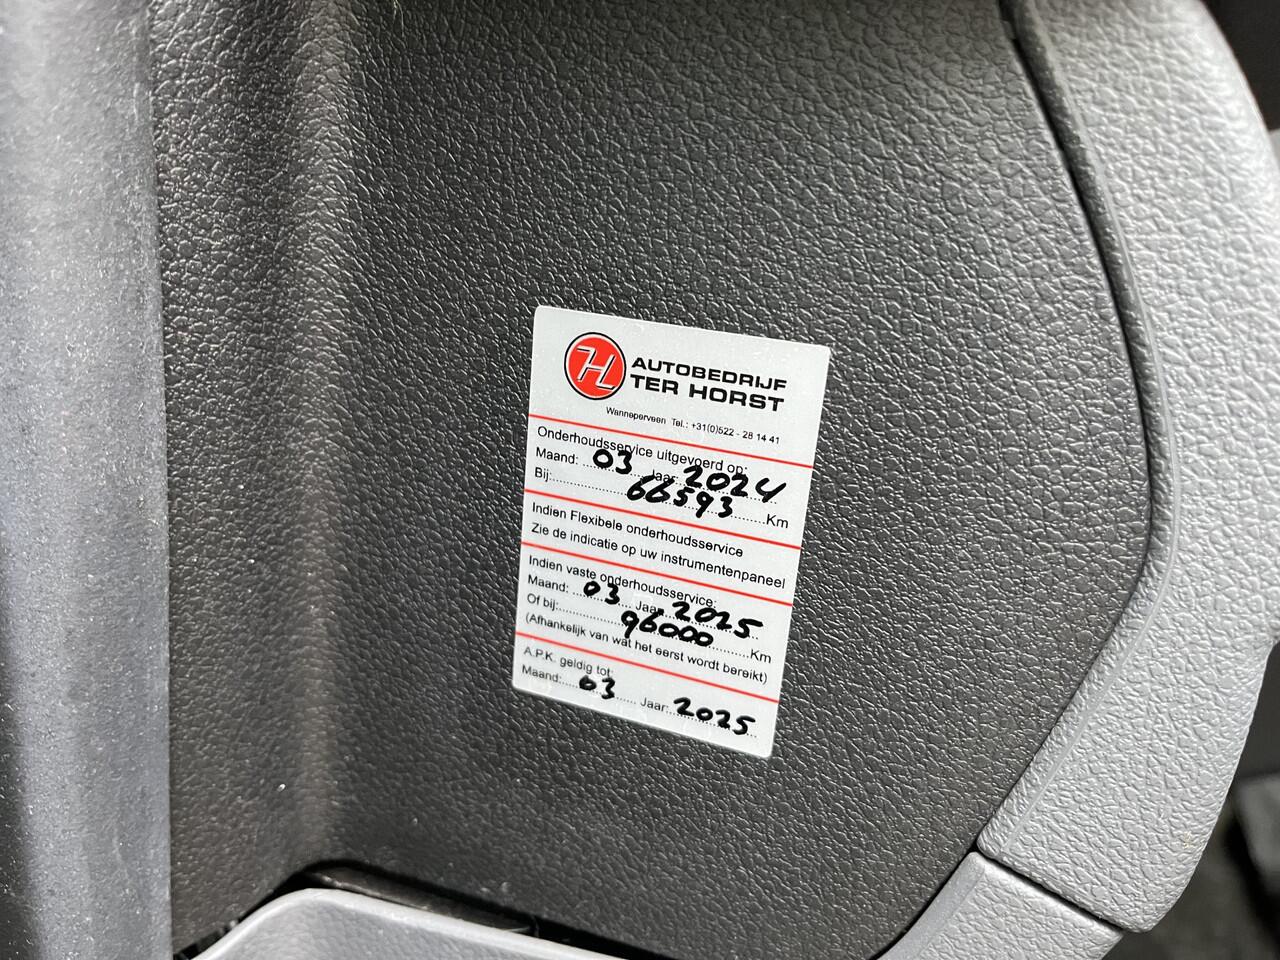 H AUTOBEDRIJF
TER HORST
Wanneperveen Tel.: +31(0)522 - 28 14 41
Onderhoudsservice uitgevoerd op:
Maand: 03 Jaar: 2024
Bij: 66593 Km
Indien Flexibele onderhoudsservice
Zie de indicatie op uw instrumentenpaneel
Indien vaste onderhoudsservice:
Maand: 03 Jaar: 2025
Of bij: 96000 Km
(Afhankelijk van wat het eerst wordt bereikt)
A.P.K. geldig tot:
Maand: 03 Jaar: 2025